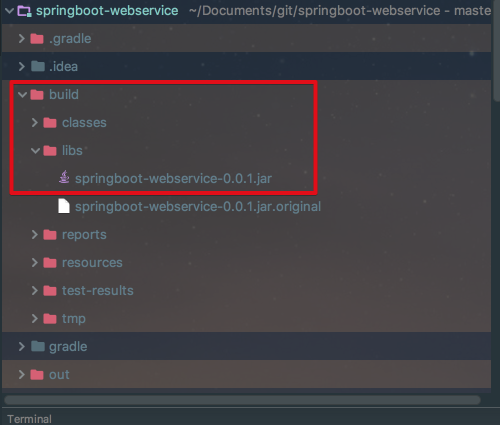 springboot-webservice ~/Documents/git/springboot-webservice - maste
.gradle
.idea
build
classes
libs
springboot-webservice-0.0.1.jar
springboot-webservice-0.0.1.jar.original
reports
resources
test-results
tmp
gradle
out
Terminal